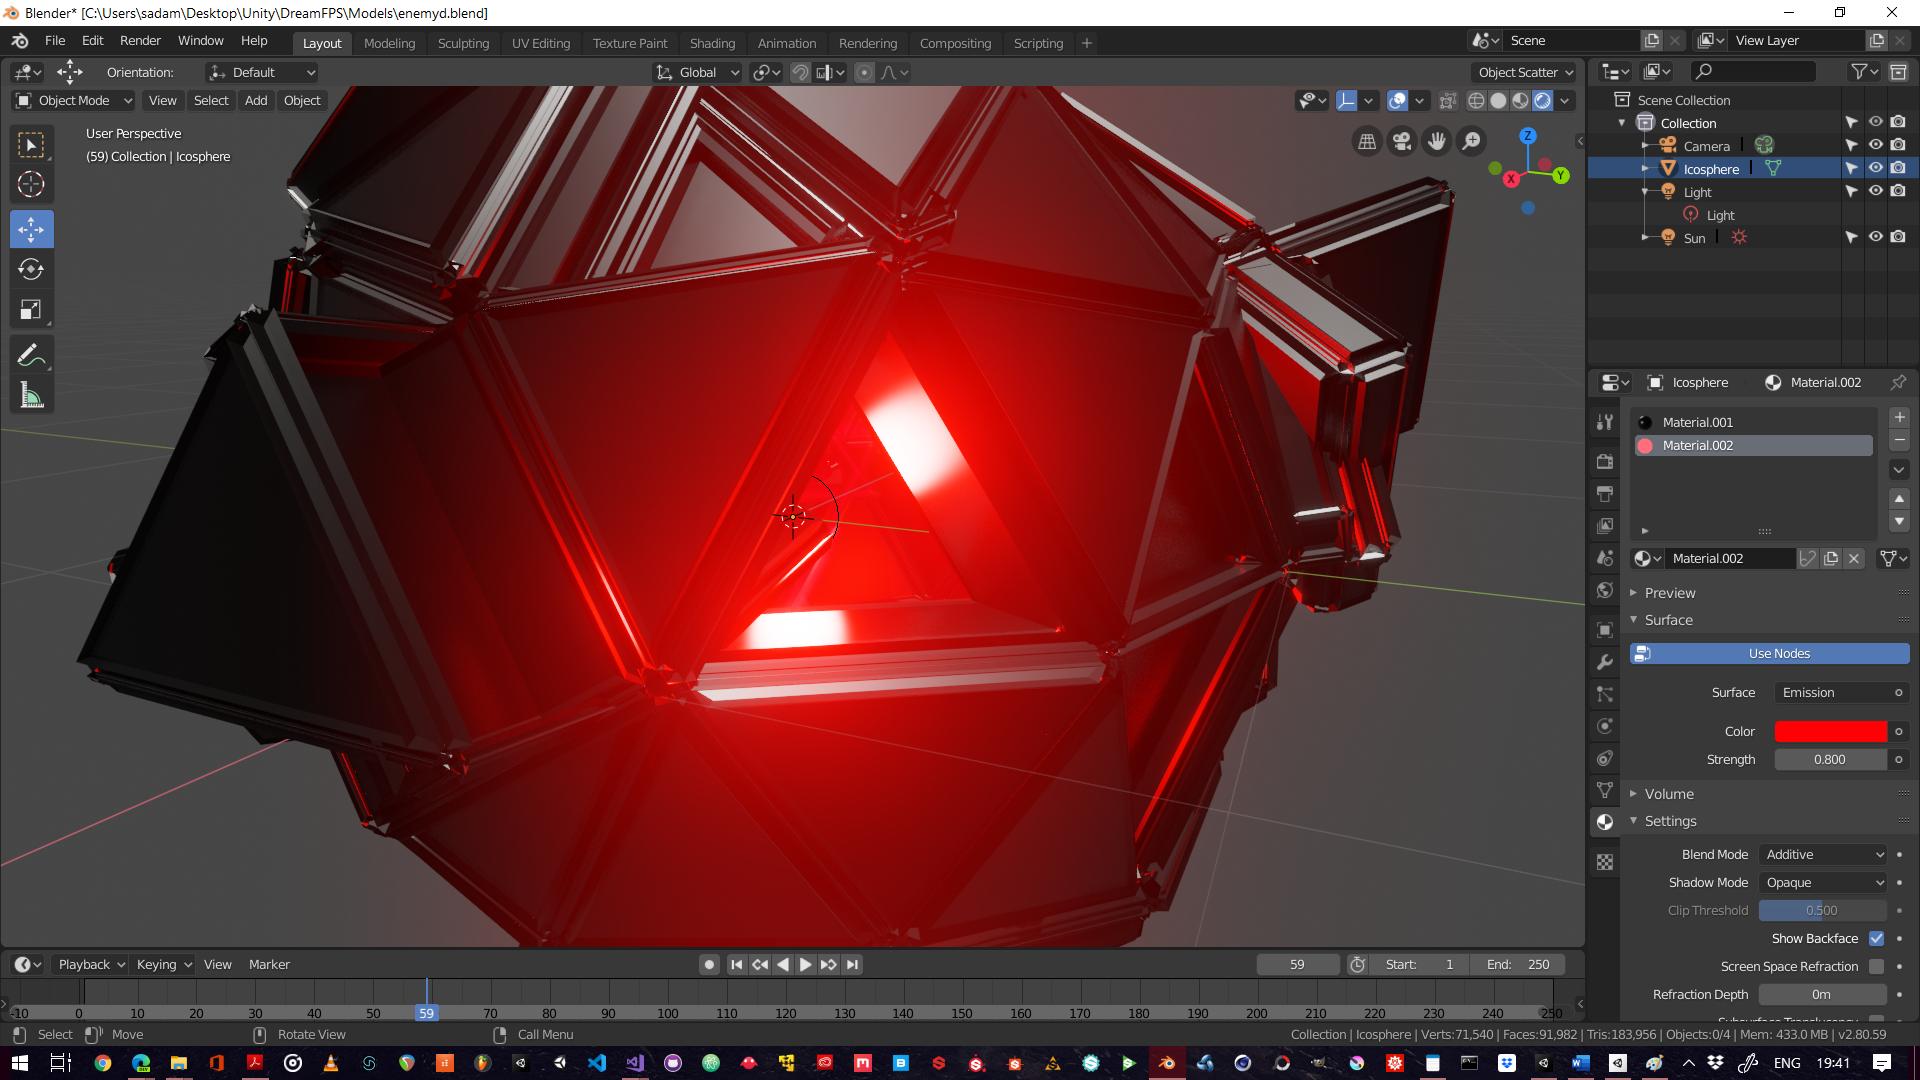 Blender* [C:\Users\sadam\Desktop\Unity\DreamFPS\Models\enemyd.blend]
File Edit Render Window Help Layout Modeling Sculpting UV Editing Texture Paint Shading Animation Rendering Compositing Scripting + Scene View Layer
Orientation: Default Global Object Scatter
Object Mode View Select Add Object
User Perspective
(59) Collection | Icosphere
Z
X
Y
Scene Collection
Collection
Camera
Icosphere
Light
Light
Sun
Icosphere Material.002
Material.001
Material.002
Material.002
Preview
Surface
Use Nodes
Surface Emission
Color
Strength 0.800
Volume
Settings
Blend Mode Additive
Shadow Mode Opaque
Clip Threshold 0.500
Show Backface
Screen Space Refraction
Refraction Depth 0m
Playback Keying View Marker 59 Start: 1 End: 250
-10 0 10 20 30 40 50 59 70 80 90 100 110 120 130 140 150 160 170 180 190 200 210 220 230 240 250
Select Move Rotate View Call Menu Collection | Icosphere | Verts:71,540 | Faces:91,982 | Tris:183,956 | Objects:0/4 | Mem: 433.0 MB | v2.80.59
ENG 19:41